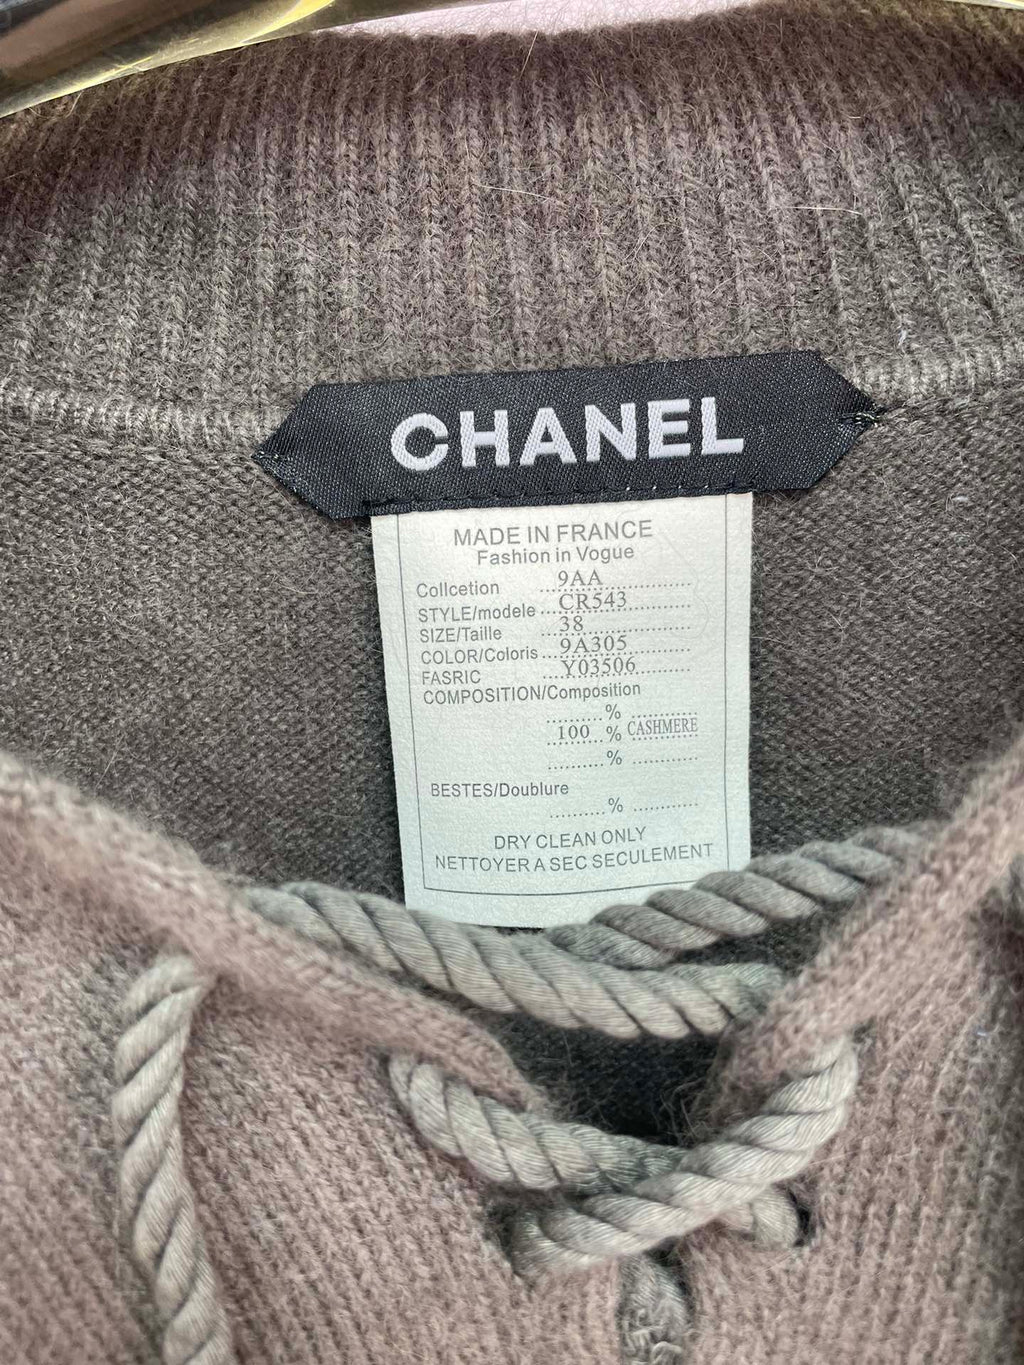 CHANEL
MADE IN FRANCE
Fashion in Vogue
Collcetion 9AA
STYLE/modele CR543
SIZE/Taille 38
COLOR/Coloris 9A305
FASRIC Y03506
COMPOSITION/Composition
%
100 % CASHMERE
%
BESTES/Doublure
%
DRY CLEAN ONLY
NETTOYER A SEC SECULEMENT